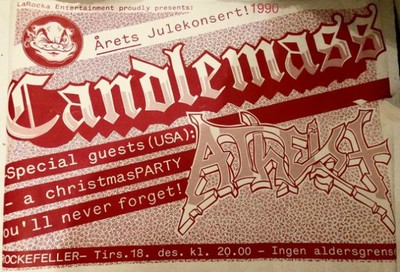 LaRocka Entertainment proudly presents:
Årets Julekonsert! 1990
Candlemass
Special guests (USA):
ATHEIST
– a christmasPARTY
ou'll never forget!
ROCKEFELLER– Tirs.18. des. kl. 20.00 – Ingen aldersgrens